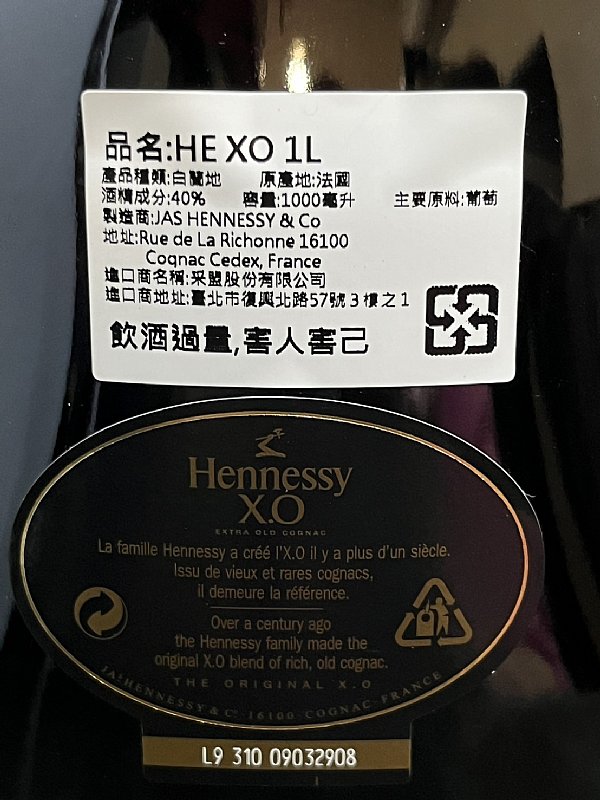 品名:HE XO 1L
產品種類:白蘭地 原產地:法國
酒精成分:40% 容量:1000毫升 主要原料:葡萄
製造商:JAS HENNESSY & Co
地址:Rue de La Richonne 16100
Cognac Cedex, France
進口商名稱:采盟股份有限公司
進口商地址:臺北市復興北路57號3樓之1
飲酒過量,害人害己
Hennessy
X.O
EXTRA OLD COGNAC
La famille Hennessy a créé l'X.O il y a plus d'un siècle.
Issu de vieux et rares cognacs,
il demeure la référence.
Over a century ago
the Hennessy family made the
original X.O blend of rich, old cognac.
THE ORIGINAL X.O
JAS HENNESSY & Co - 16100 - COGNAC - FRANCE
L9 310 09032908